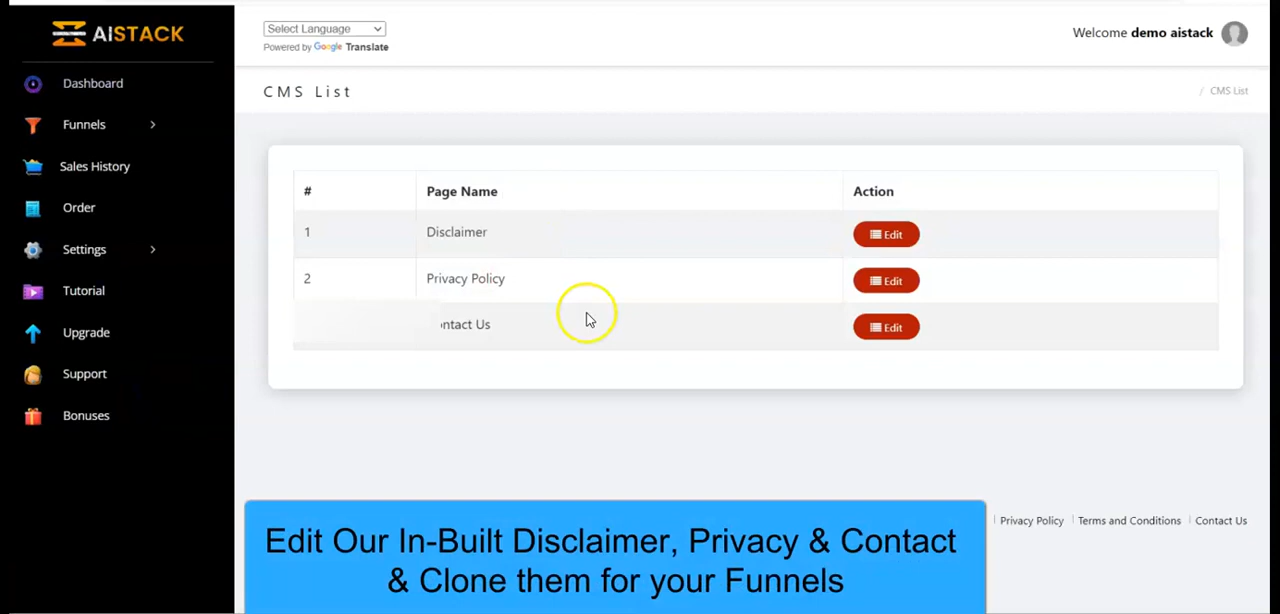 AISTACK
Select Language
Powered by Google Translate
Welcome demo aistack
Dashboard
Funnels
Sales History
Order
Settings
Tutorial
Upgrade
Support
Bonuses
CMS List
/ CMS List
# Page Name Action
1 Disclaimer Edit
2 Privacy Policy Edit
ontact Us Edit
Privacy Policy Terms and Conditions Contact Us
Edit Our In-Built Disclaimer, Privacy & Contact
& Clone them for your Funnels